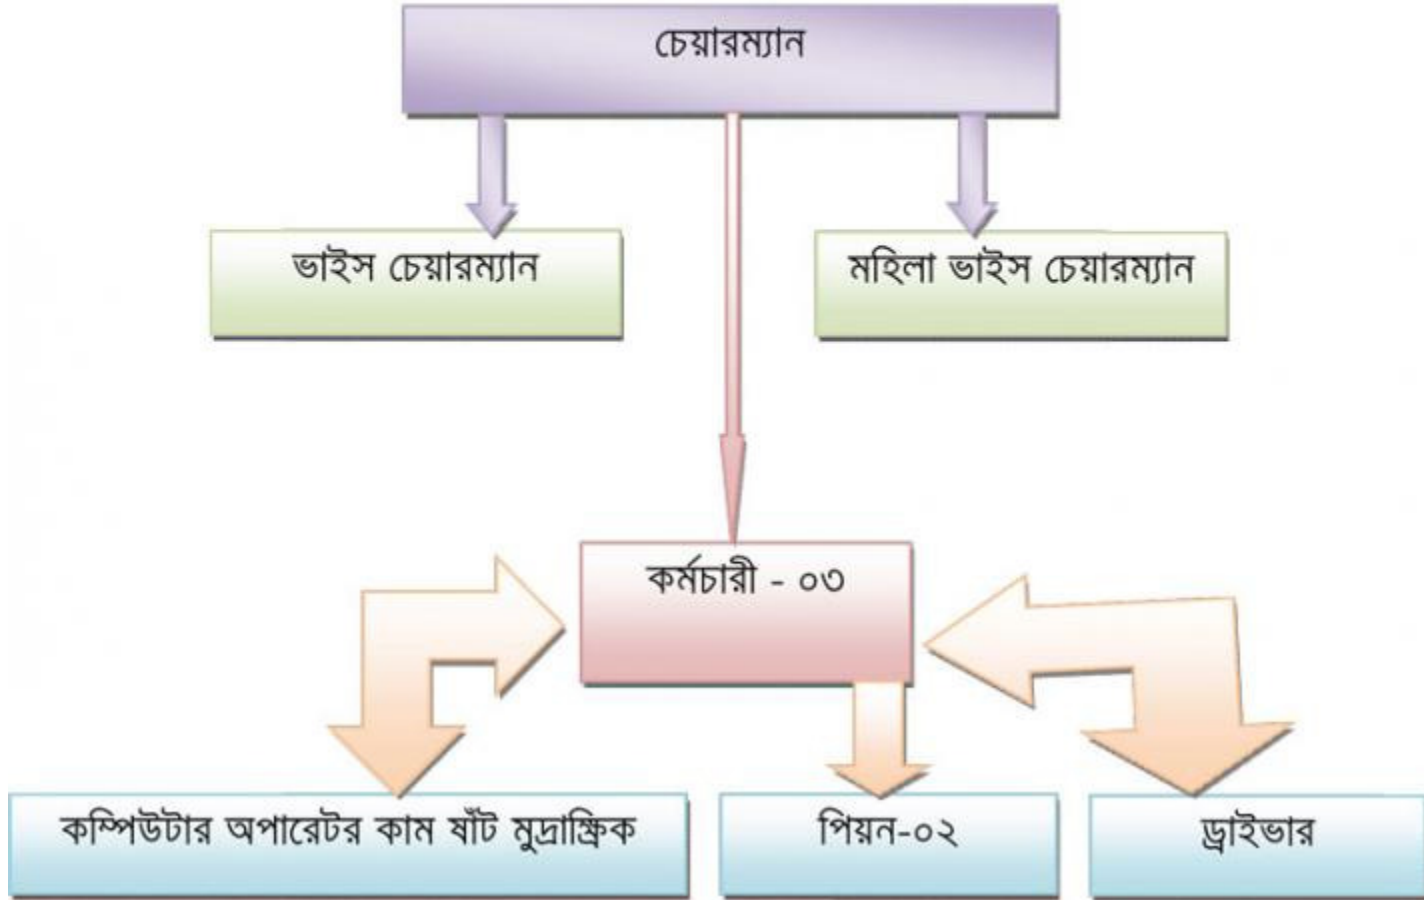 চেয়ারম্যান
ভাইস চেয়ারম্যান
মহিলা ভাইস চেয়ারম্যান
কর্মচারী - ০৩
কম্পিউটার অপারেটর কাম ষাঁট মুদ্রাক্ষ্রিক
পিয়ন-০২
ড্রাইভার